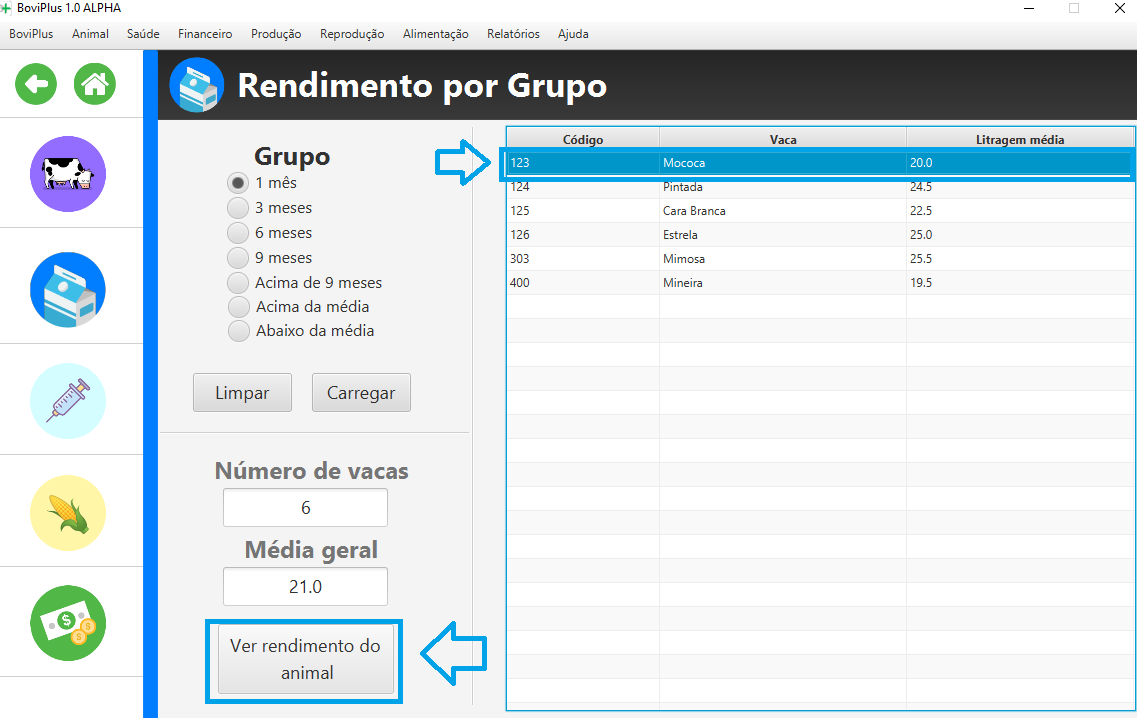 BoviPlus 1.0 ALPHA
BoviPlus Animal Saúde Financeiro Produção Reprodução Alimentação Relatórios Ajuda
Rendimento por Grupo
Grupo
1 mês
3 meses
6 meses
9 meses
Acima de 9 meses
Acima da média
Abaixo da média
Limpar Carregar
Número de vacas
6
Média geral
21.0
Ver rendimento do
animal
Código Vaca Litragem média
123 Mococa 20.0
124 Pintada 24.5
125 Cara Branca 22.5
126 Estrela 25.0
303 Mimosa 25.5
400 Mineira 19.5